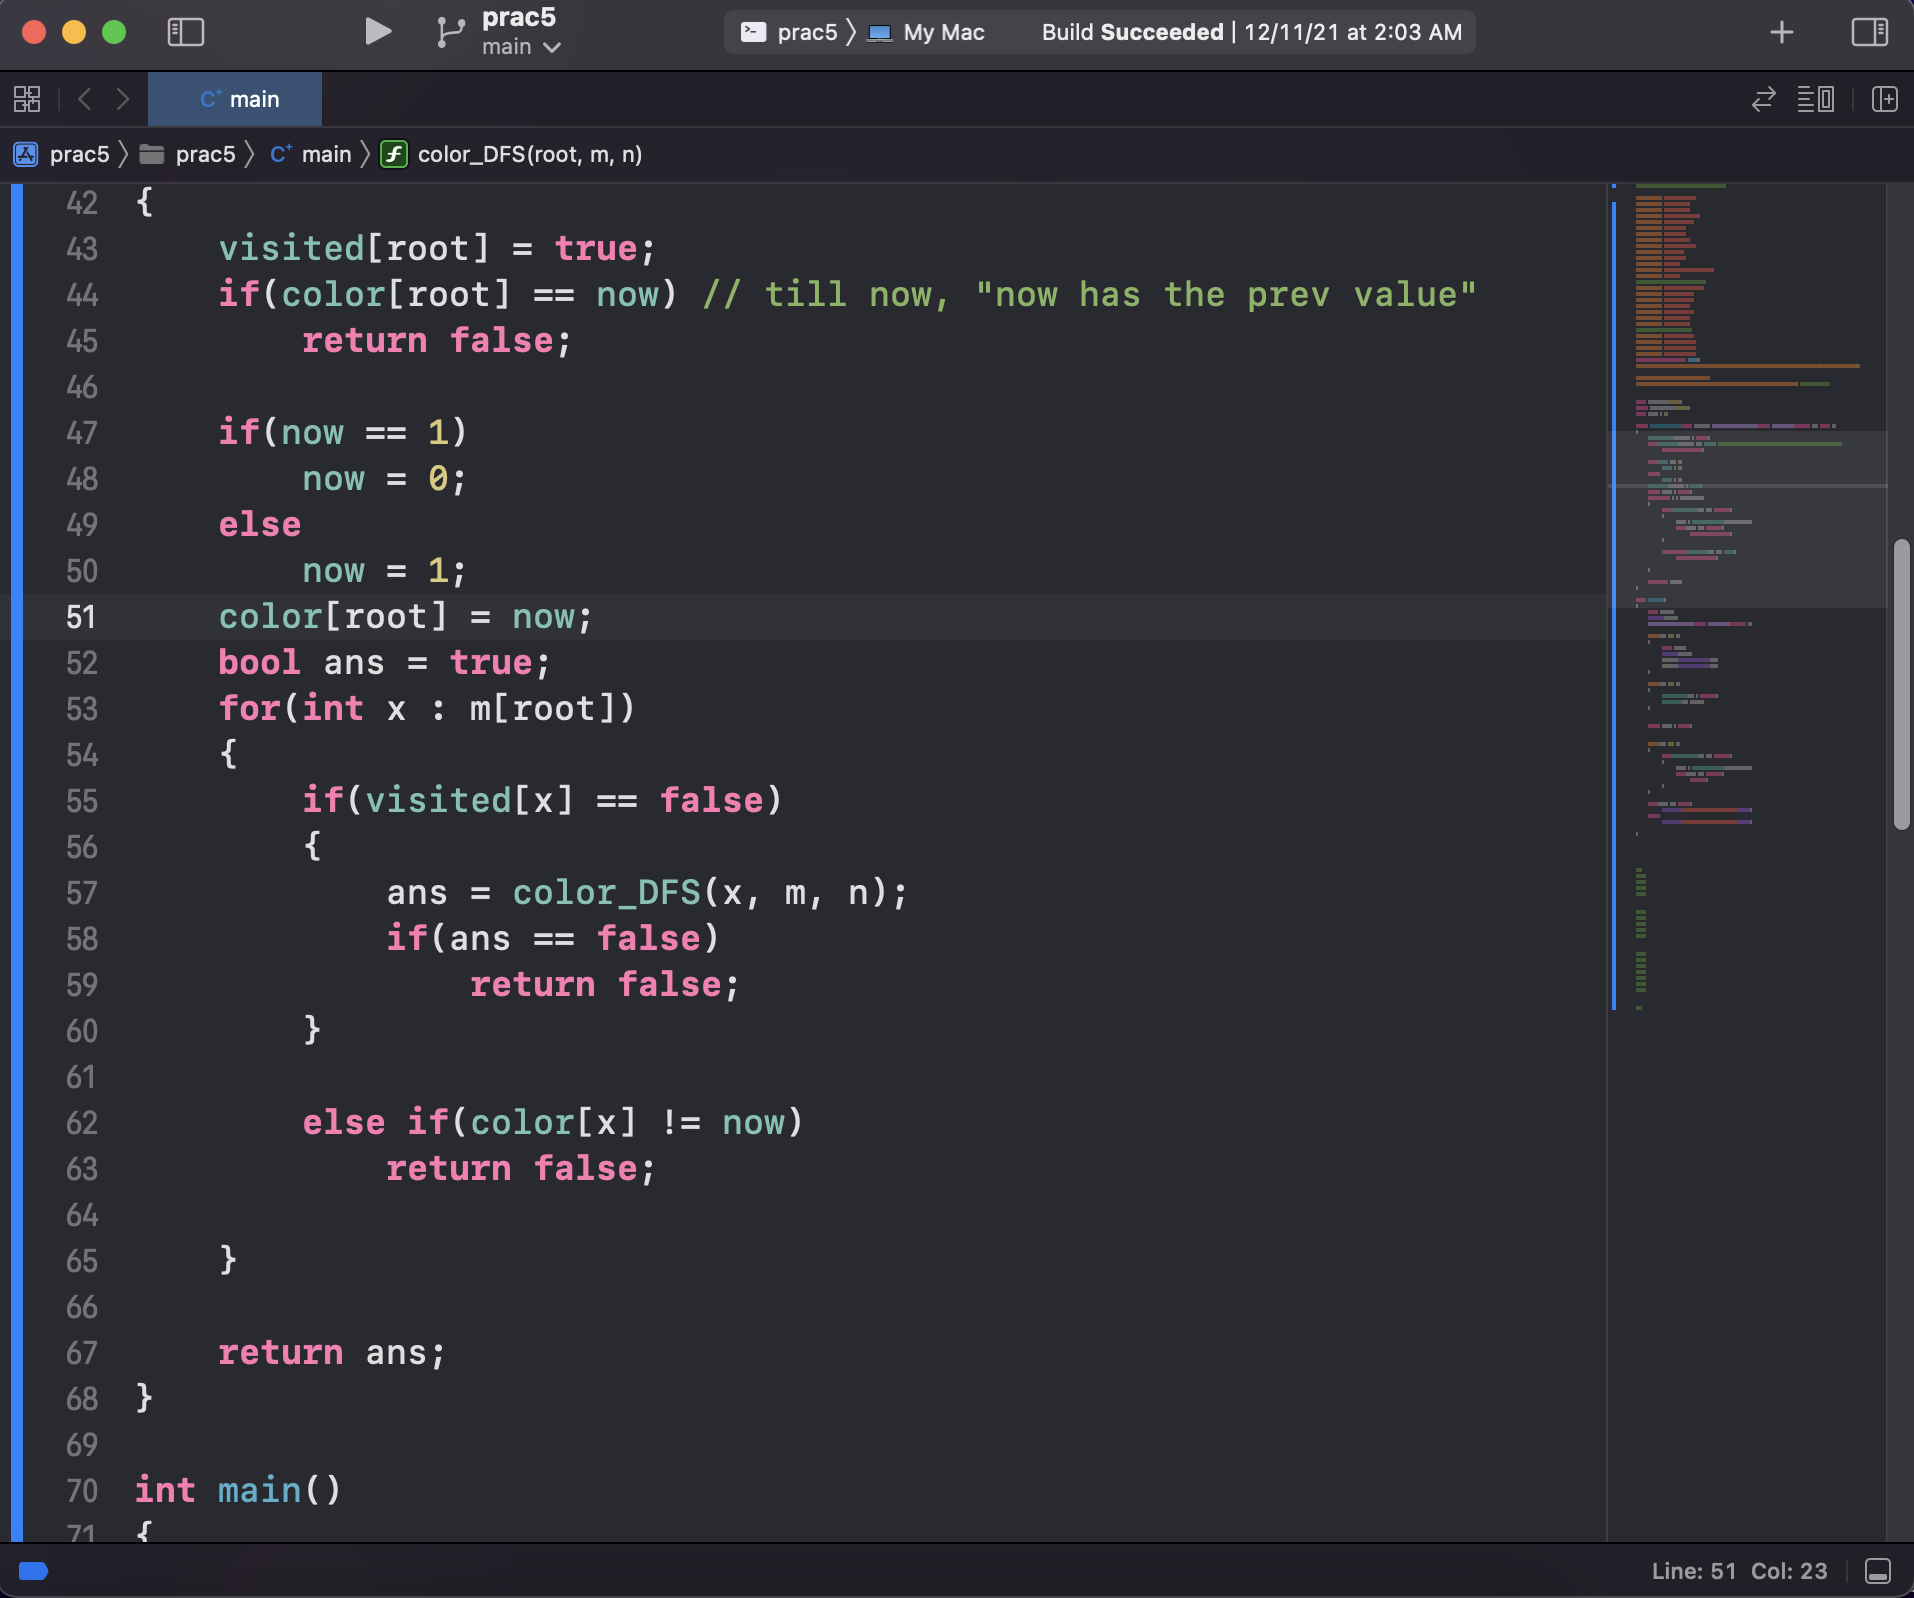 prac5
main
prac5 My Mac Build Succeeded | 12/11/21 at 2:03 AM
C+ main
prac5 prac5 C+ main f color_DFS(root, m, n)
42 {
43 visited[root] = true;
44 if(color[root] == now) // till now, "now has the prev value"
45 return false;
46
47 if(now == 1)
48 now = 0;
49 else
50 now = 1;
51 color[root] = now;
52 bool ans = true;
53 for(int x : m[root])
54 {
55 if(visited[x] == false)
56 {
57 ans = color_DFS(x, m, n);
58 if(ans == false)
59 return false;
60 }
61
62 else if(color[x] != now)
63 return false;
64
65 }
66
67 return ans;
68 }
69
70 int main()
71 {
Line: 51 Col: 23